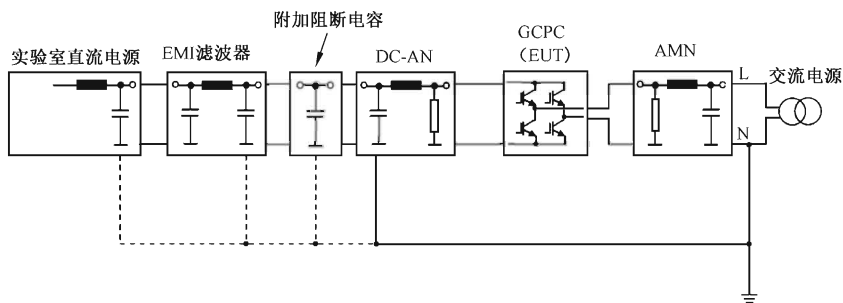 附加阻断电容
实验室直流电源
EMI滤波器
DC-AN
GCPC
（EUT）
AMN
L
交流电源
N